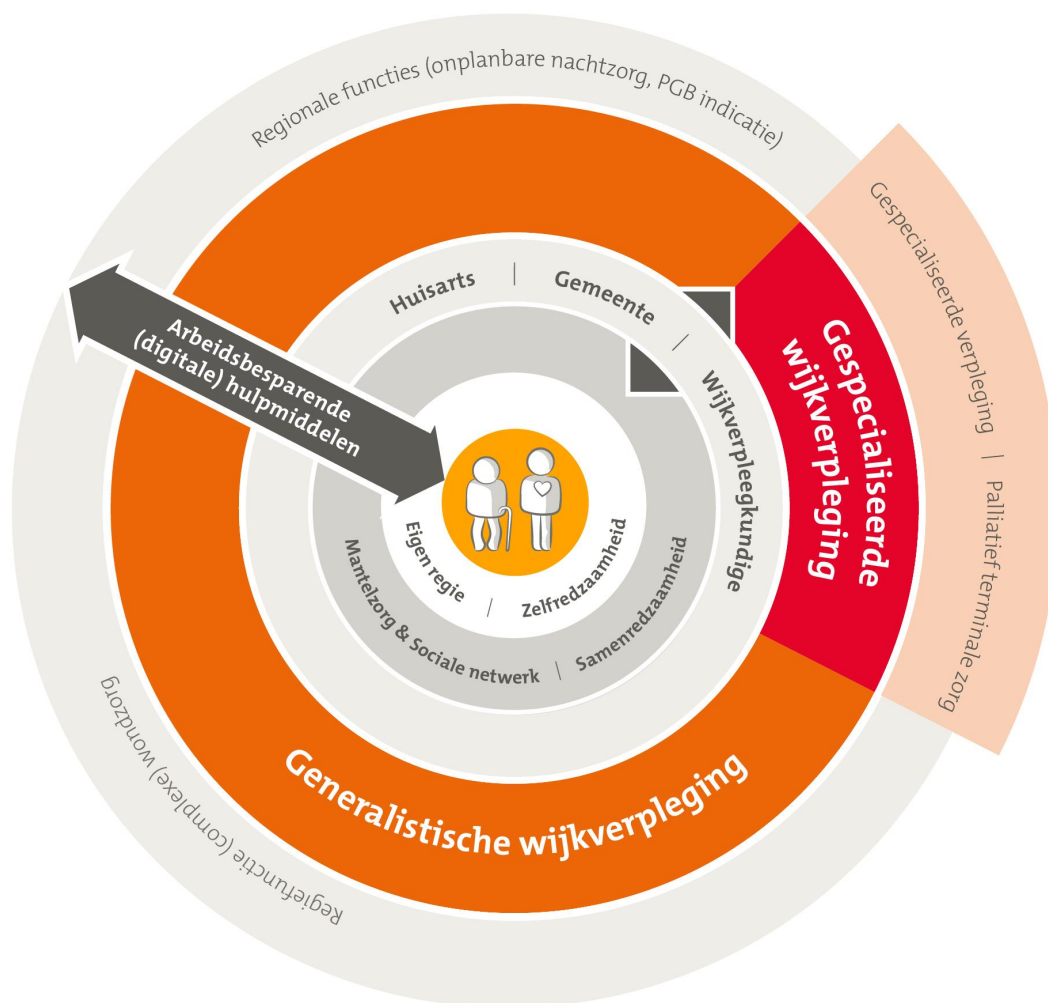 Regionale functies (onplanbare nachtzorg, PGB indicatie)
Gespecialiseerde verpleging | Palliatief terminale zorg
Huisarts | Gemeente | Wijkverpleegkundige
Gespecialiseerde
wijkverpleging
Arbeidsbesparende
(digitale) hulpmiddelen
Eigen regie | Zelfredzaamheid
Mantelzorg & Sociale netwerk | Samenredzaamheid
Generalistische wijkverpleging
Regiefunctie (complexe) wondzorg